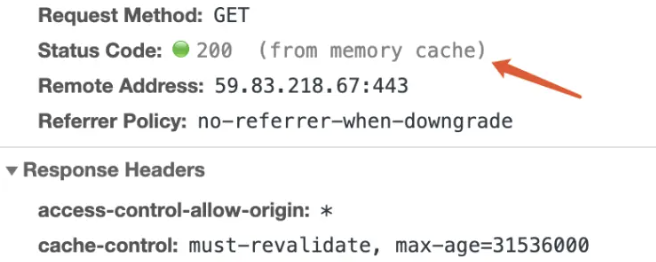 Request Method: GET
Status Code: 200 (from memory cache)
Remote Address: 59.83.218.67:443
Referrer Policy: no-referrer-when-downgrade
Response Headers
access-control-allow-origin: *
cache-control: must-revalidate, max-age=31536000